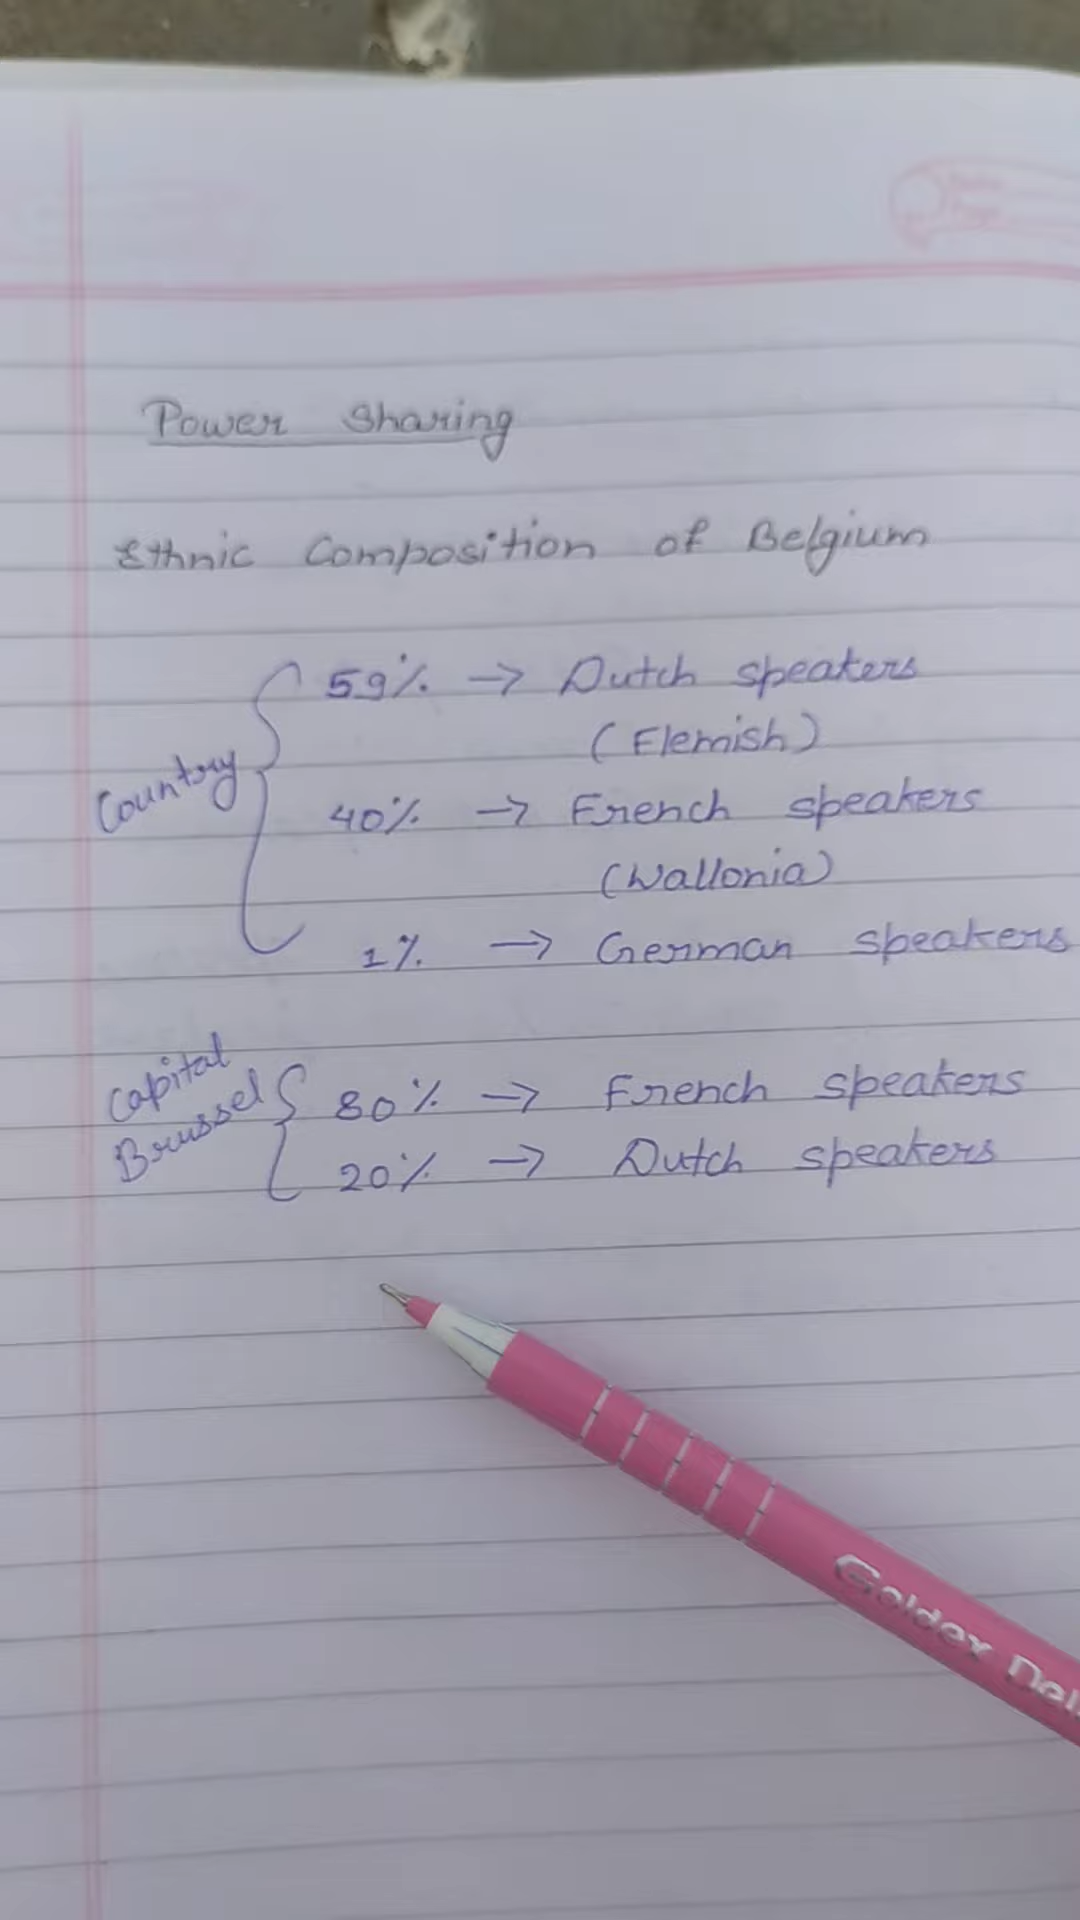 Power Sharing
Ethnic Composition of Belgium
Country
59% → Dutch speakers
(Flemish)
40% → French speakers
(Wallonia)
1% → German speakers
Capital
Brussel
80% → French speakers
20% → Dutch speakers
Goldex